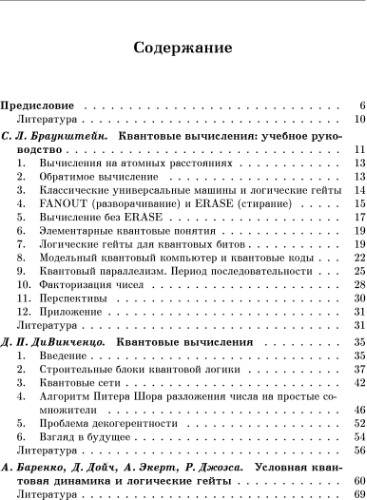 Содержание
Предисловие . . . . . . . . . . . . . . . . . . . . . . . . . . . . 6
Литература . . . . . . . . . . . . . . . . . . . . . . . . . . . . 10
С. Л. Браунштейн. Квантовые вычисления: учебное руко-
водство . . . . . . . . . . . . . . . . . . . . . . . . . . . . . . 11
1. Вычисления на атомных расстояниях . . . . . . . . . . . . 13
2. Обратимое вычисление . . . . . . . . . . . . . . . . . . . . 13
3. Классические универсальные машины и логические гейты 14
4. FANOUT (разворачивание) и ERASE (стирание) . . . . . 15
5. Вычисление без ERASE . . . . . . . . . . . . . . . . . . . 17
6. Элементарные квантовые понятия . . . . . . . . . . . . . . 19
7. Логические гейты для квантовых битов . . . . . . . . . . . 19
8. Модельный квантовый компьютер и квантовые коды . . . 22
9. Квантовый параллелизм. Период последовательности . . . 25
10. Факторизация чисел . . . . . . . . . . . . . . . . . . . . . 28
11. Перспективы . . . . . . . . . . . . . . . . . . . . . . . . . 30
12. Приложение . . . . . . . . . . . . . . . . . . . . . . . . . . 31
Литература . . . . . . . . . . . . . . . . . . . . . . . . . . . . 31
Д. П. ДиВинченцо. Квантовые вычисления . . . . . . . . . 35
1. Введение . . . . . . . . . . . . . . . . . . . . . . . . . . . . 35
2. Строительные блоки квантовой логики . . . . . . . . . . . 37
3. Квантовые сети . . . . . . . . . . . . . . . . . . . . . . . . 42
4. Алгоритм Питера Шора разложения числа на простые со-
множители . . . . . . . . . . . . . . . . . . . . . . . . . . 46
5. Проблема декогерентности . . . . . . . . . . . . . . . . . . 52
6. Взгляд в будущее . . . . . . . . . . . . . . . . . . . . . . . 54
Литература . . . . . . . . . . . . . . . . . . . . . . . . . . . . 56
А. Баренко, Д. Дойч, А. Экерт, Р. Джозса. Условная кван-
товая динамика и логические гейты . . . . . . . . . . . . 60
Литература . . . . . . . . . . . . . . . . . . . . . . . . . . . . 69